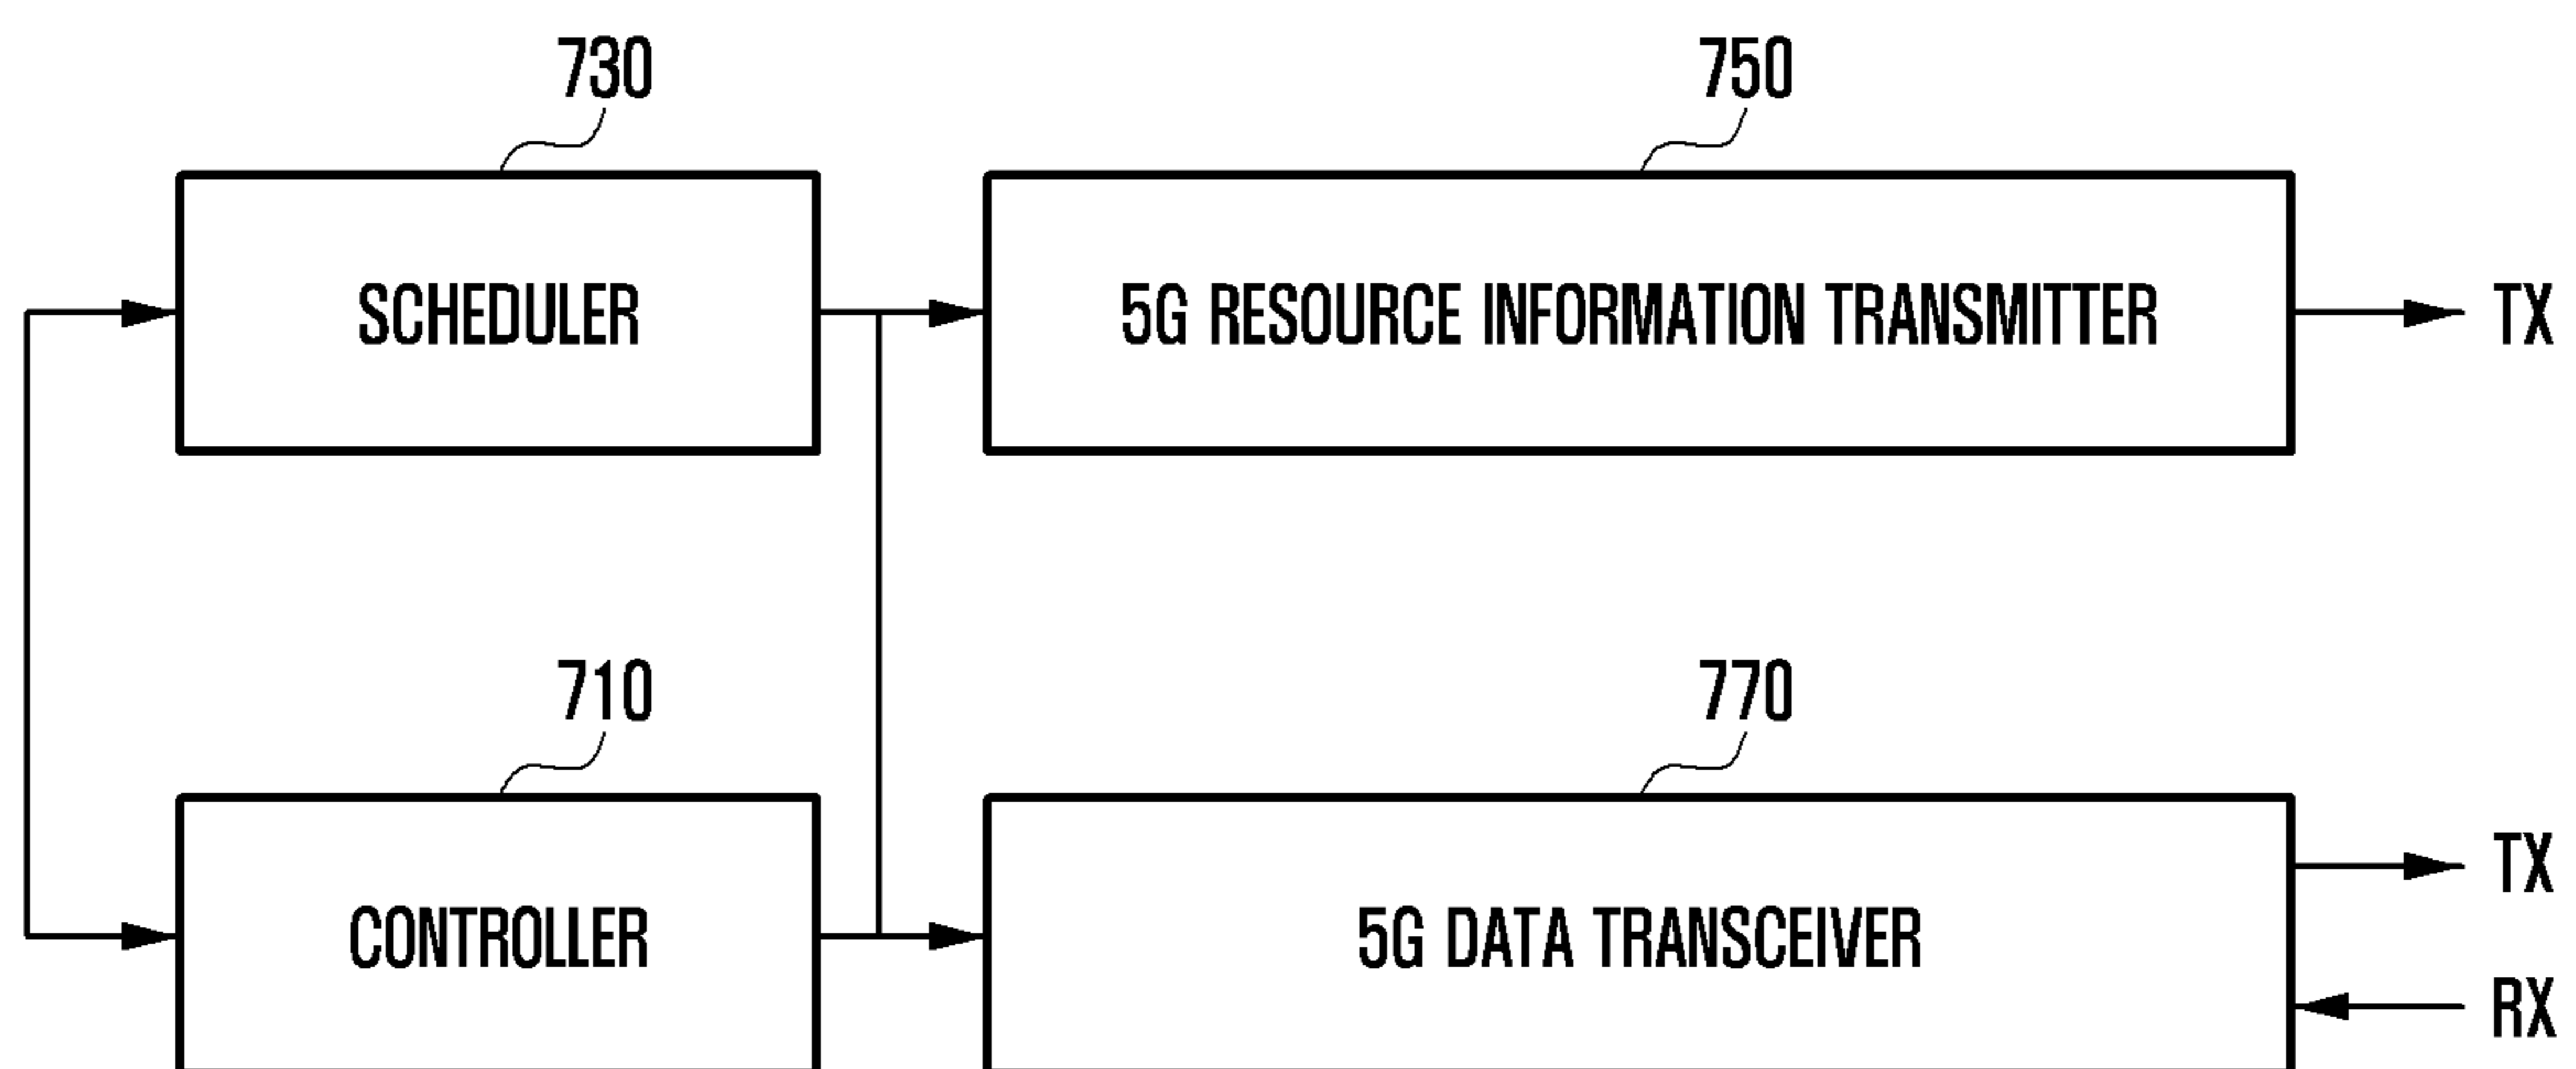 730
750
SCHEDULER
5G RESOURCE INFORMATION TRANSMITTER
TX
710
770
TX
CONTROLLER
5G DATA TRANSCEIVER
RX